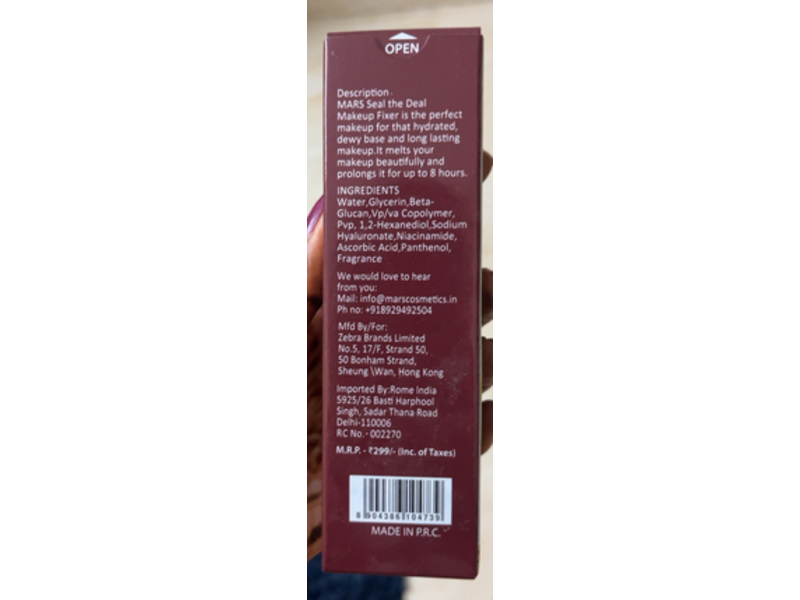 OPEN
Description -
MARS Seal the Deal
Makeup Fixer is the perfect
makeup for that hydrated,
dewy base and long lasting
makeup.It melts your
makeup beautifully and
prolongs it for up to 8 hours.
INGREDIENTS
Water,Glycerin,Beta-
Glucan,Vp/va Copolymer,
Pvp, 1,2-Hexanediol,Sodium
Hyaluronate,Niacinamide,
Ascorbic Acid,Panthenol,
Fragrance
We would love to hear
from you:
Mail: info@marscosmetics.in
Ph no: +918929492504
Mfd By/For:
Zebra Brands Limited
No.5, 17/F, Strand 50,
50 Bonham Strand,
Sheung \Wan, Hong Kong
Imported By:Rome India
5925/26 Basti Harphool
Singh, Sadar Thana Road
Delhi-110006
RC No.- 002270
M.R.P. - ₹299/- (Inc. of Taxes)
8 904386 104739
MADE IN P.R.C.